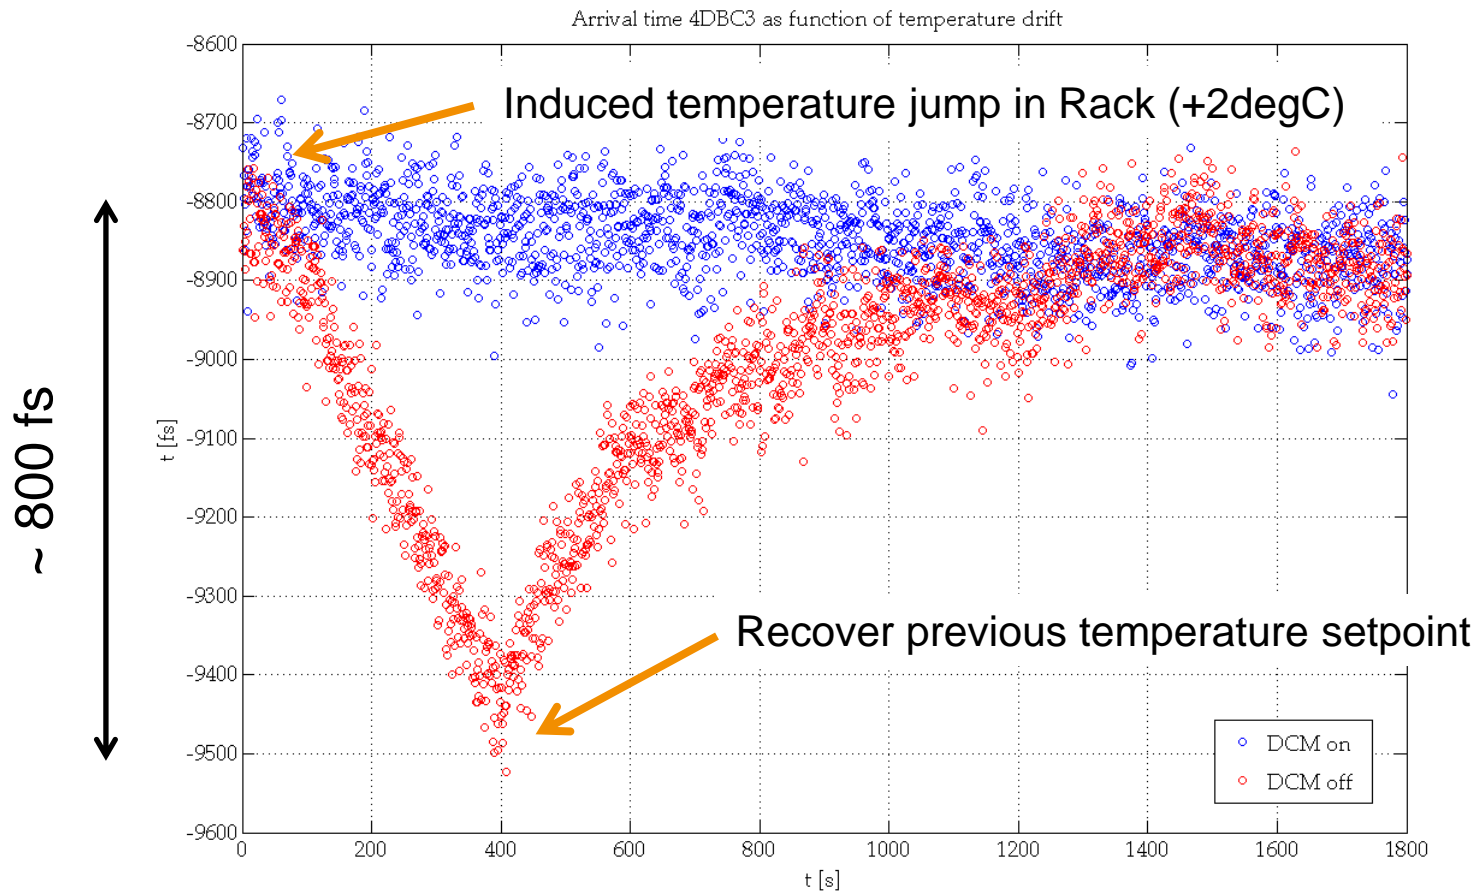 Arrival time 4DBC3 as function of temperature drift
-8600
-8700
-8800
-8900
-9000
-9100
-9200
-9300
-9400
-9500
-9600
t [fs]
~ 800 fs
Induced temperature jump in Rack (+2degC)
Recover previous temperature setpoint
DCM on
DCM off
0
200
400
600
800
1000
1200
1400
1600
1800
t [s]